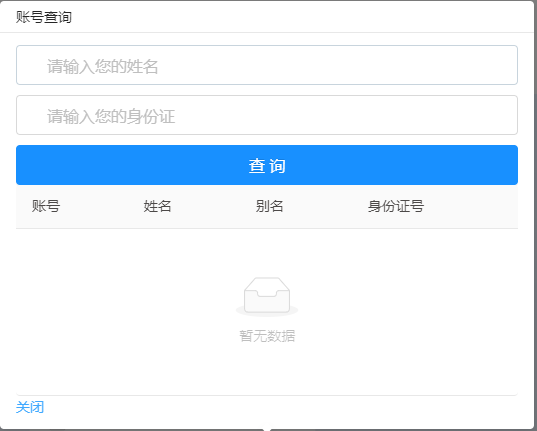 账号查询
请输入您的姓名
请输入您的身份证
查 询
账号 姓名 别名 身份证号
暂无数据
关闭